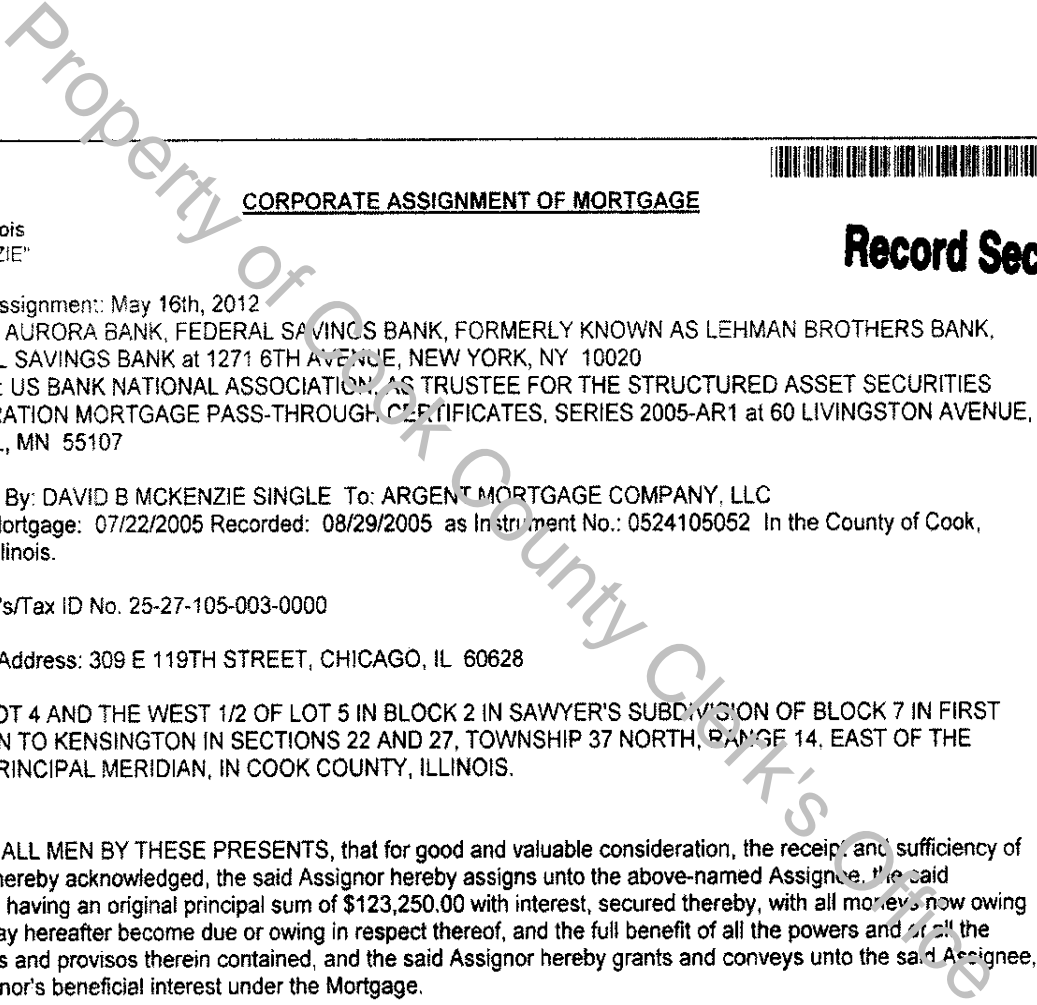 Property of Cook County Clerk's Office
CORPORATE ASSIGNMENT OF MORTGAGE
ois
ZIE"
Record Sec
ssignment: May 16th, 2012
AURORA BANK, FEDERAL SAVINGS BANK, FORMERLY KNOWN AS LEHMAN BROTHERS BANK,
L SAVINGS BANK at 1271 6TH AVENUE, NEW YORK, NY 10020
: US BANK NATIONAL ASSOCIATION, AS TRUSTEE FOR THE STRUCTURED ASSET SECURITIES
RATION MORTGAGE PASS-THROUGH CERTIFICATES, SERIES 2005-AR1 at 60 LIVINGSTON AVENUE,
L, MN 55107
By: DAVID B MCKENZIE SINGLE To: ARGENT MORTGAGE COMPANY, LLC
ortgage: 07/22/2005 Recorded: 08/29/2005 as Instrument No.: 0524105052 In the County of Cook,
linois.
's/Tax ID No. 25-27-105-003-0000
Address: 309 E 119TH STREET, CHICAGO, IL 60628
OT 4 AND THE WEST 1/2 OF LOT 5 IN BLOCK 2 IN SAWYER'S SUBDIVISION OF BLOCK 7 IN FIRST
N TO KENSINGTON IN SECTIONS 22 AND 27, TOWNSHIP 37 NORTH, RANGE 14, EAST OF THE
RINCIPAL MERIDIAN, IN COOK COUNTY, ILLINOIS.
ALL MEN BY THESE PRESENTS, that for good and valuable consideration, the receipt and sufficiency of
hereby acknowledged, the said Assignor hereby assigns unto the above-named Assignee, the said
having an original principal sum of $123,250.00 with interest, secured thereby, with all moneys now owing
ay hereafter become due or owing in respect thereof, and the full benefit of all the powers and of all the
s and provisos therein contained, and the said Assignor hereby grants and conveys unto the said Assignee,
nor's beneficial interest under the Mortgage.